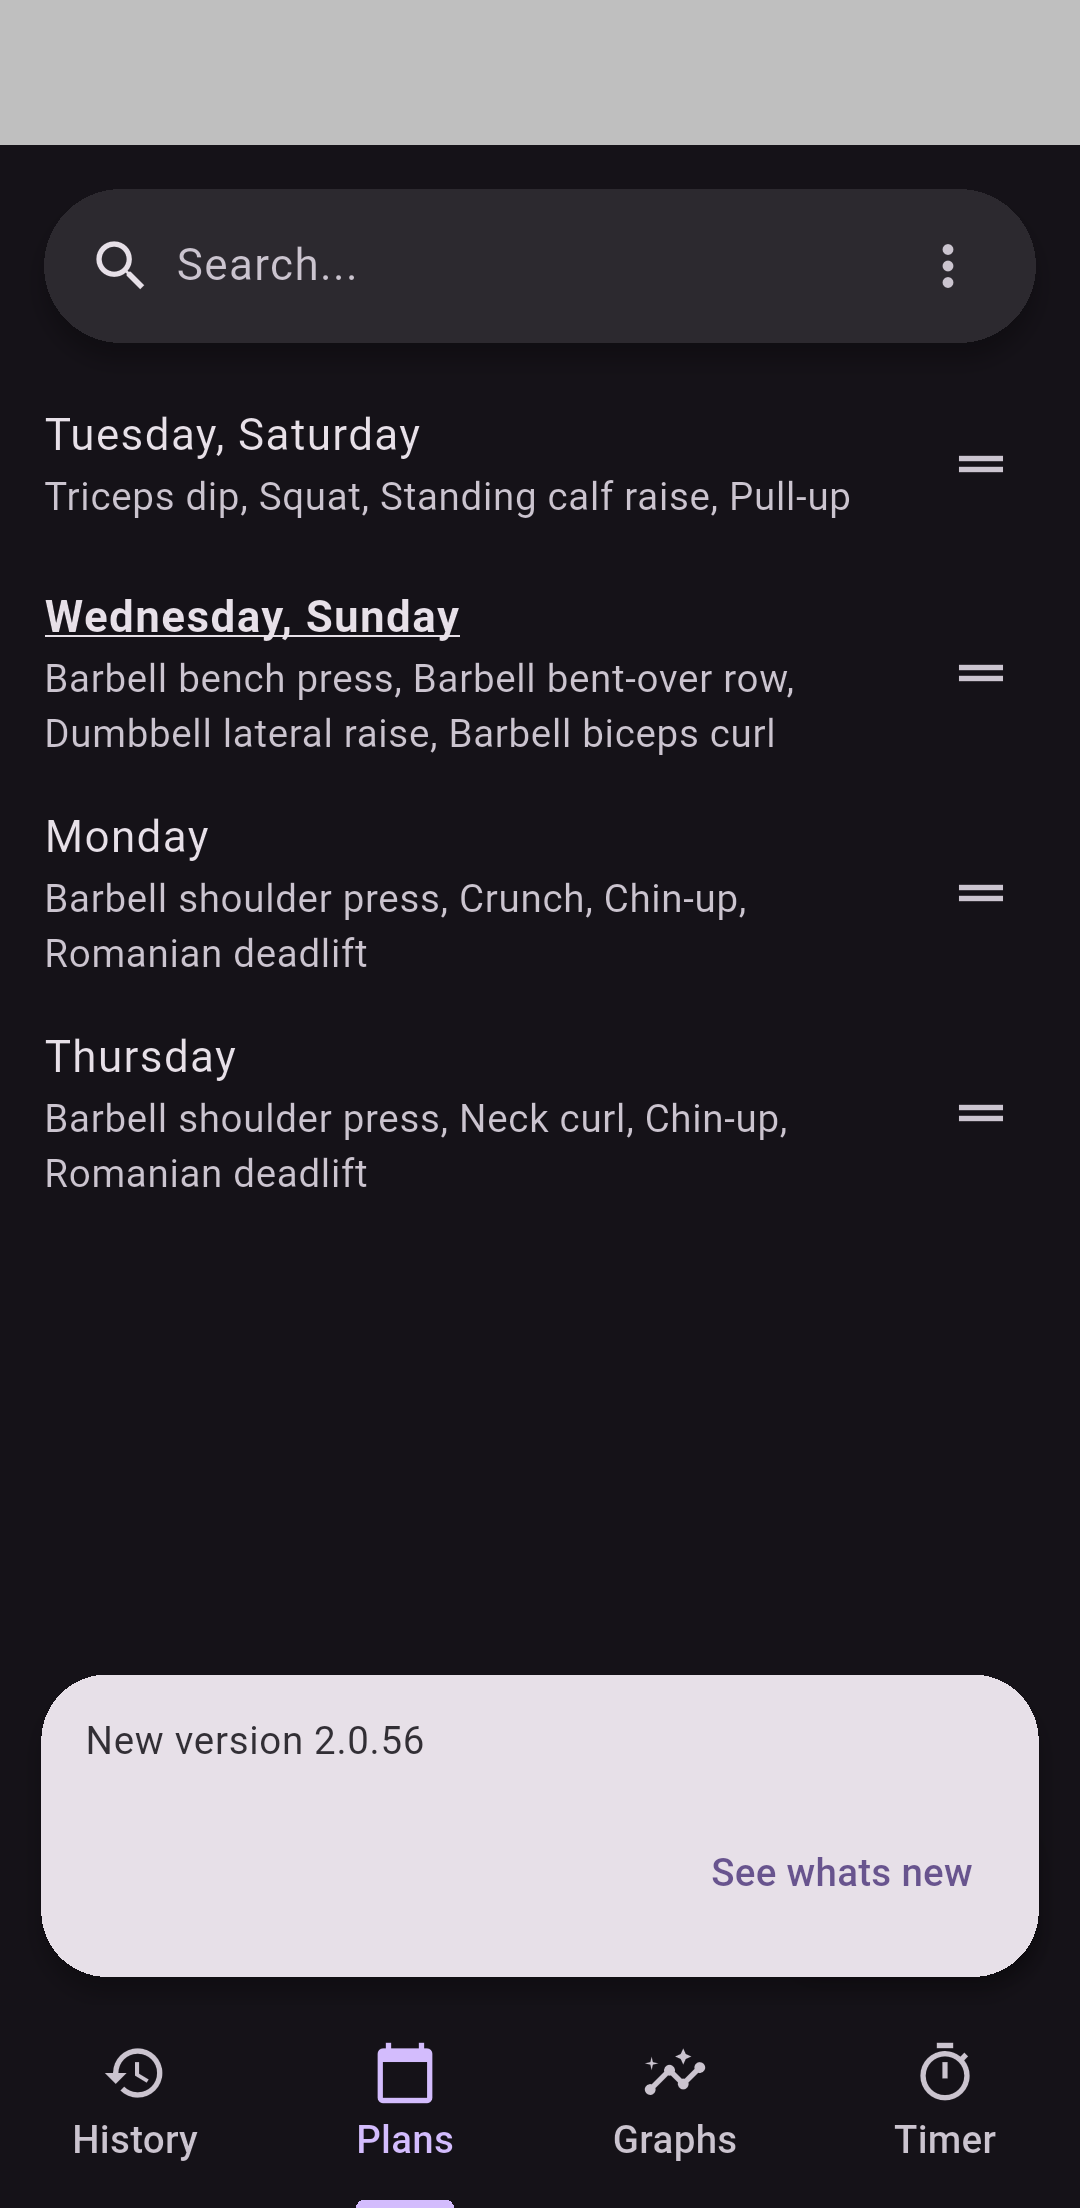 Search...
Tuesday, Saturday
Triceps dip, Squat, Standing calf raise, Pull-up
Wednesday, Sunday
Barbell bench press, Barbell bent-over row,
Dumbbell lateral raise, Barbell biceps curl
Monday
Barbell shoulder press, Crunch, Chin-up,
Romanian deadlift
Thursday
Barbell shoulder press, Neck curl, Chin-up,
Romanian deadlift
New version 2.0.56
See whats new
History
Plans
Graphs
Timer